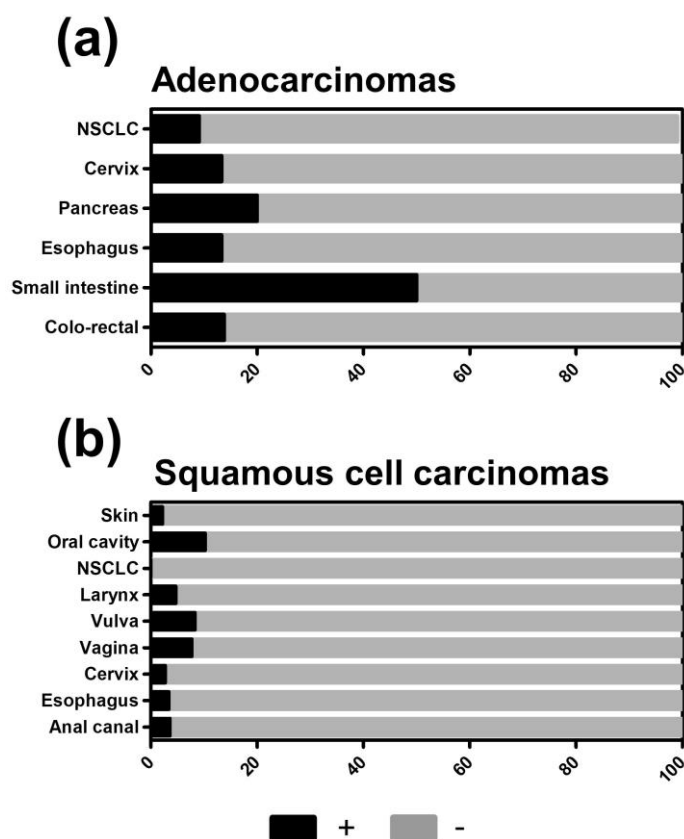 (a)
Adenocarcinomas
NSCLC
Cervix
Pancreas
Esophagus
Small intestine
Colo-rectal
0 20 40 60 80 100
(b)
Squamous cell carcinomas
Skin
Oral cavity
NSCLC
Larynx
Vulva
Vagina
Cervix
Esophagus
Anal canal
0 20 40 60 80 100
+ -